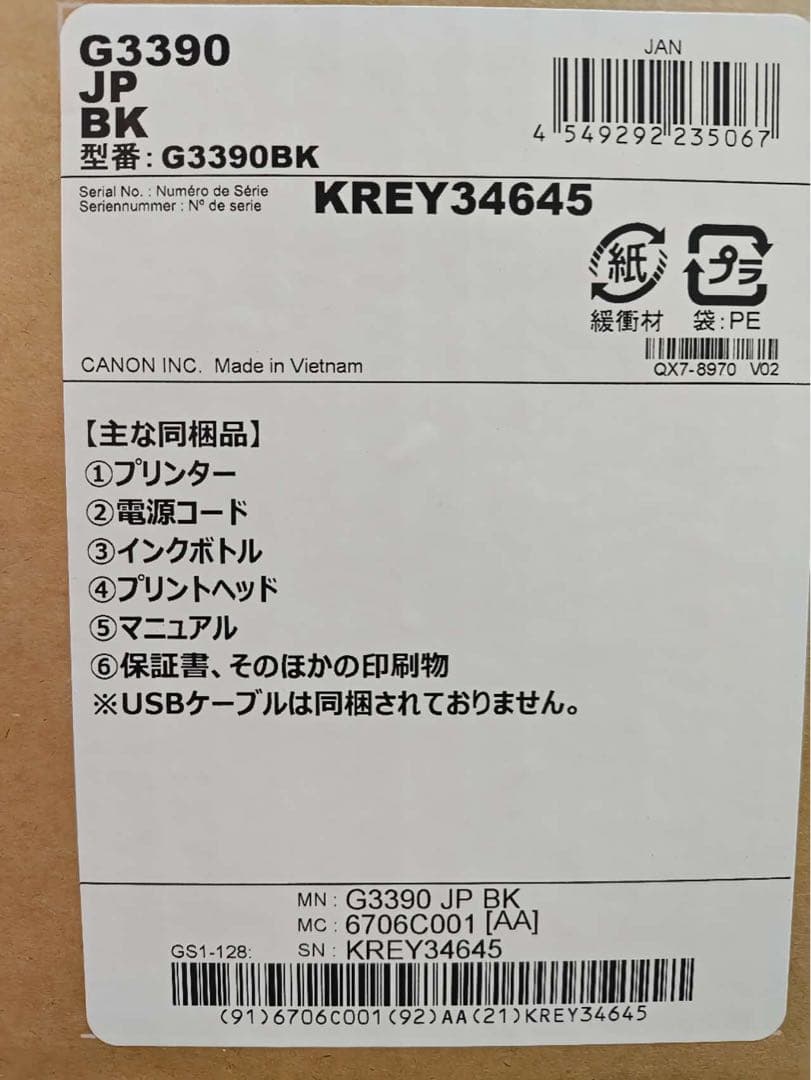 G3390
JP
BK
型番: G3390BK
JAN
4 549292 235067
Serial No. : Numéro de Série
Seriennummer : Nº de serie
KREY34645
紙
緩衝材
プラ
袋:PE
QX7-8970 V02
CANON INC. Made in Vietnam
【主な同梱品】
①プリンター
②電源コード
③インクボトル
④プリントヘッド
⑤マニュアル
⑥保証書、そのほかの印刷物
※USBケーブルは同梱されておりません。
MN : G3390 JP BK
MC : 6706C001 [AA]
GS1-128: SN : KREY34645
(91)6706C001(92)AA(21)KREY34645